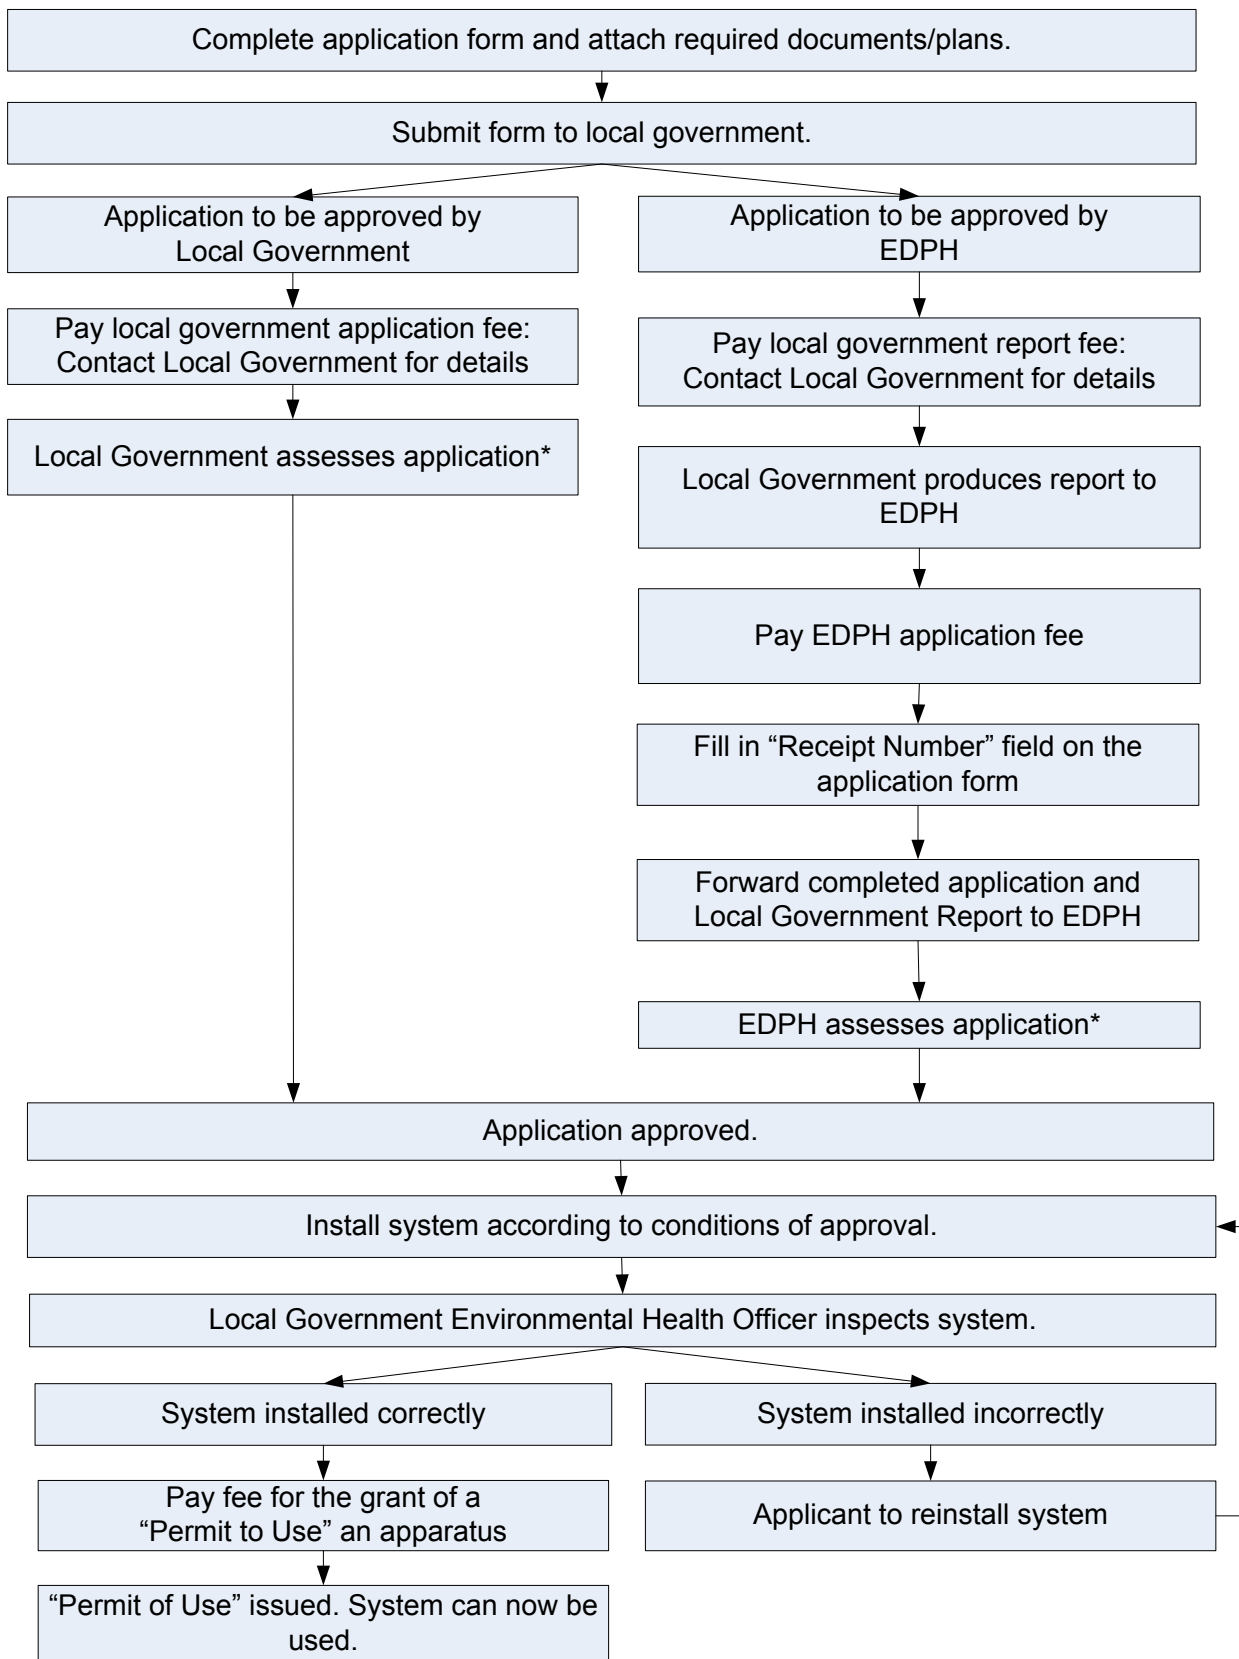 Complete application form and attach required documents/plans.
Submit form to local government.
Application to be approved by
Local Government
Application to be approved by
EDPH
Pay local government application fee:
Contact Local Government for details
Pay local government report fee:
Contact Local Government for details
Local Government assesses application*
Local Government produces report to
EDPH
Pay EDPH application fee
Fill in “Receipt Number” field on the
application form
Forward completed application and
Local Government Report to EDPH
EDPH assesses application*
Application approved.
Install system according to conditions of approval.
Local Government Environmental Health Officer inspects system.
System installed correctly
System installed incorrectly
Pay fee for the grant of a
“Permit to Use” an apparatus
Applicant to reinstall system
“Permit of Use” issued. System can now be
used.